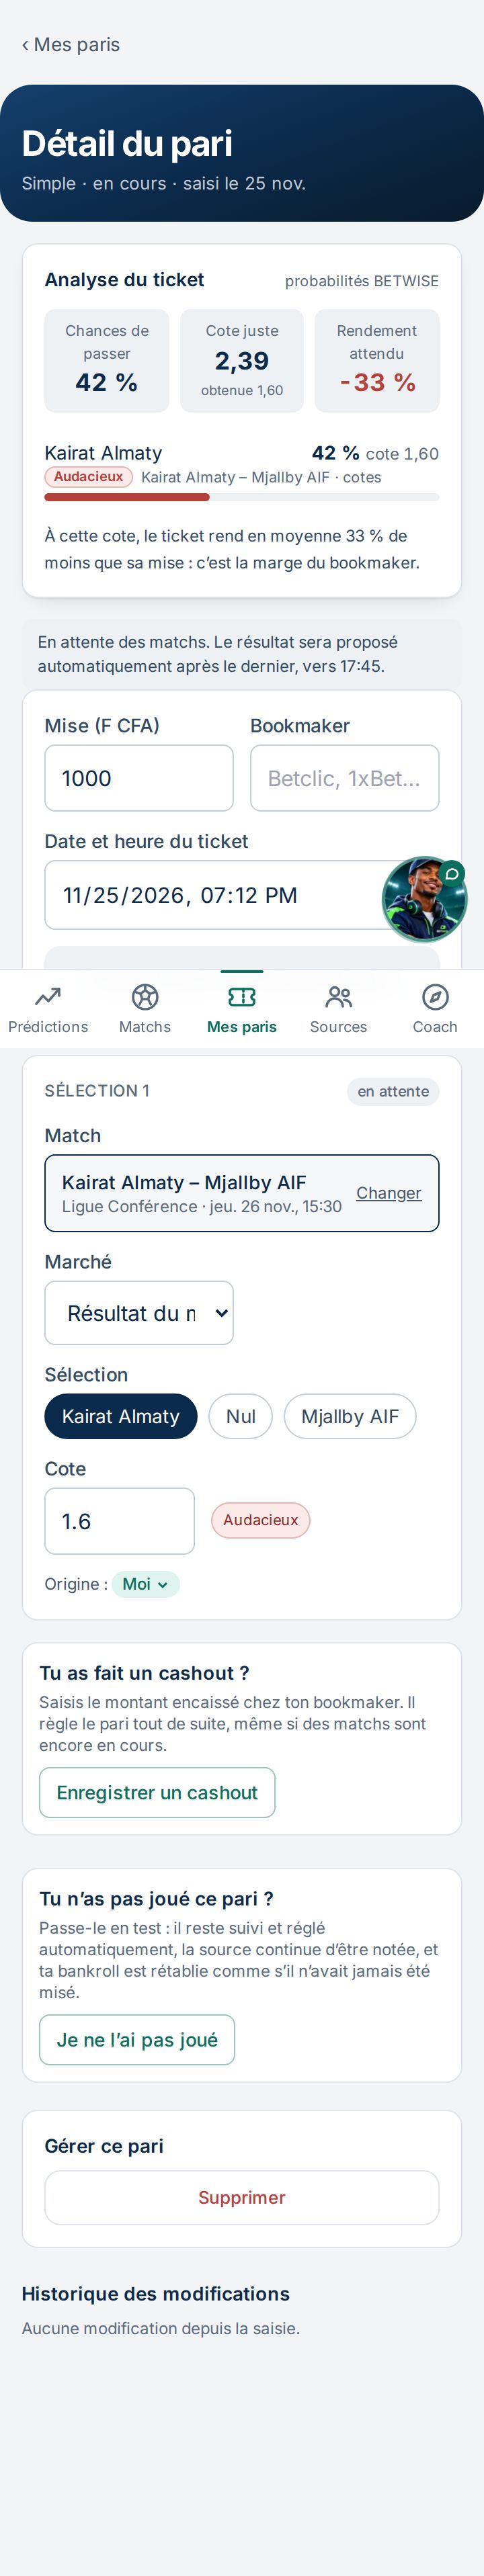 ‹ Mes paris
Détail du pari
Simple · en cours · saisi le 25 nov.
Analyse du ticket
probabilités BETWISE
Chances de
passer
42 %
Cote juste
2,39
obtenue 1,60
Rendement
attendu
-33 %
Kairat Almaty
42 % cote 1,60
Audacieux Kairat Almaty – Mjallby AIF · cotes
À cette cote, le ticket rend en moyenne 33 % de
moins que sa mise : c’est la marge du bookmaker.
En attente des matchs. Le résultat sera proposé
automatiquement après le dernier, vers 17:45.
Mise (F CFA)
Bookmaker
1000
Betclic, 1xBet...
Date et heure du ticket
11/25/2026, 07:12 PM
Prédictions
Matchs
Mes paris
Sources
Coach
SÉLECTION 1
en attente
Match
Kairat Almaty – Mjallby AIF
Ligue Conférence · jeu. 26 nov., 15:30
Changer
Marché
Résultat du
Sélection
Kairat Almaty
Nul
Mjallby AIF
Cote
1.6
Audacieux
Origine : Moi
Tu as fait un cashout ?
Saisis le montant encaissé chez ton bookmaker. Il
règle le pari tout de suite, même si des matchs sont
encore en cours.
Enregistrer un cashout
Tu n’as pas joué ce pari ?
Passe-le en test : il reste suivi et réglé
automatiquement, la source continue d’être notée, et
ta bankroll est rétablie comme s’il n’avait jamais été
misé.
Je ne l’ai pas joué
Gérer ce pari
Supprimer
Historique des modifications
Aucune modification depuis la saisie.